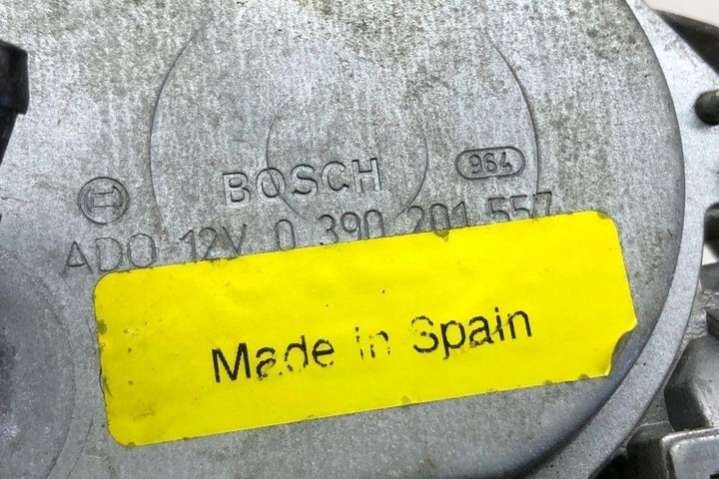 BOSCH 964
ADO 12V 0 390 201 557
Made in Spain